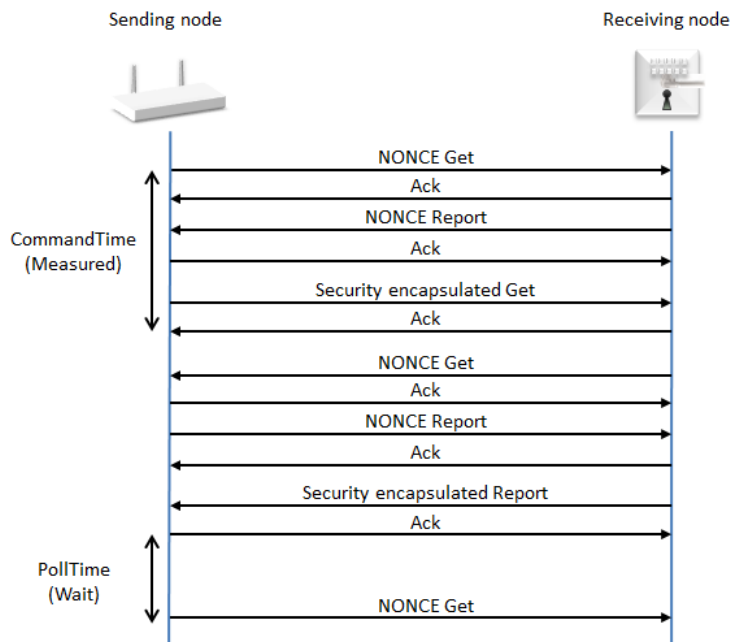 Sending node
Receiving node
NONCE Get
Ack
NONCE Report
CommandTime
(Measured)
Ack
Security encapsulated Get
Ack
NONCE Get
Ack
NONCE Report
Ack
Security encapsulated Report
Ack
PollTime
(Wait)
NONCE Get